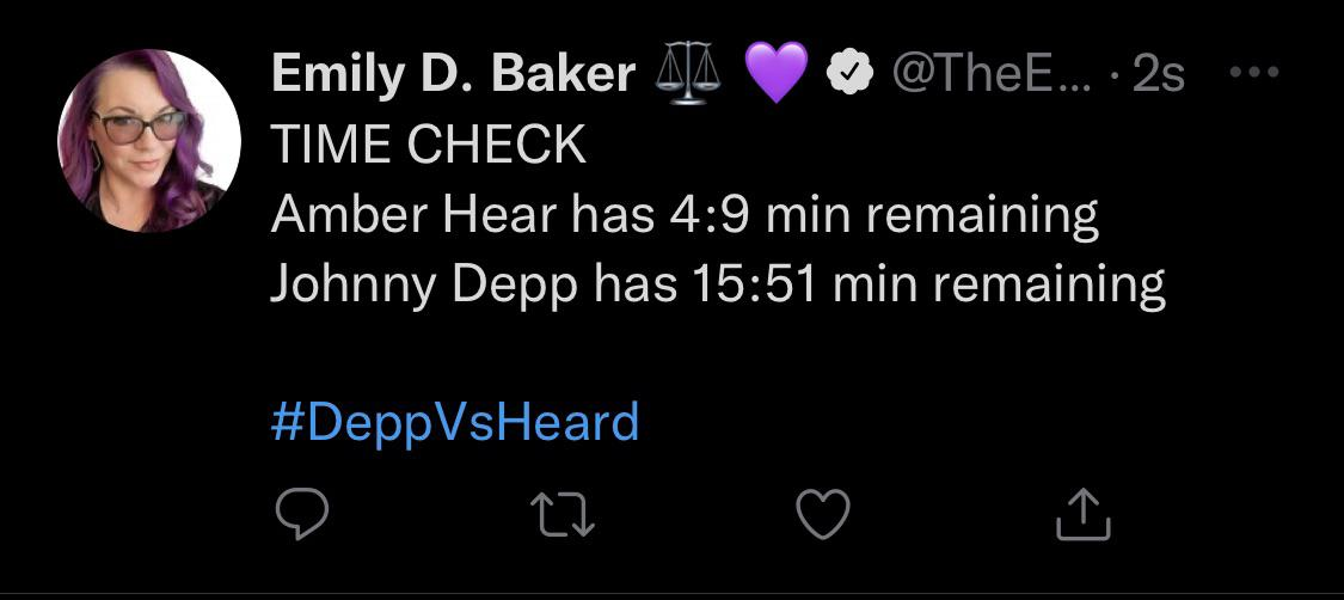 Emily D. Baker ⚖️ 💜 @TheE... · 2s
TIME CHECK
Amber Hear has 4:9 min remaining
Johnny Depp has 15:51 min remaining
#DeppVsHeard